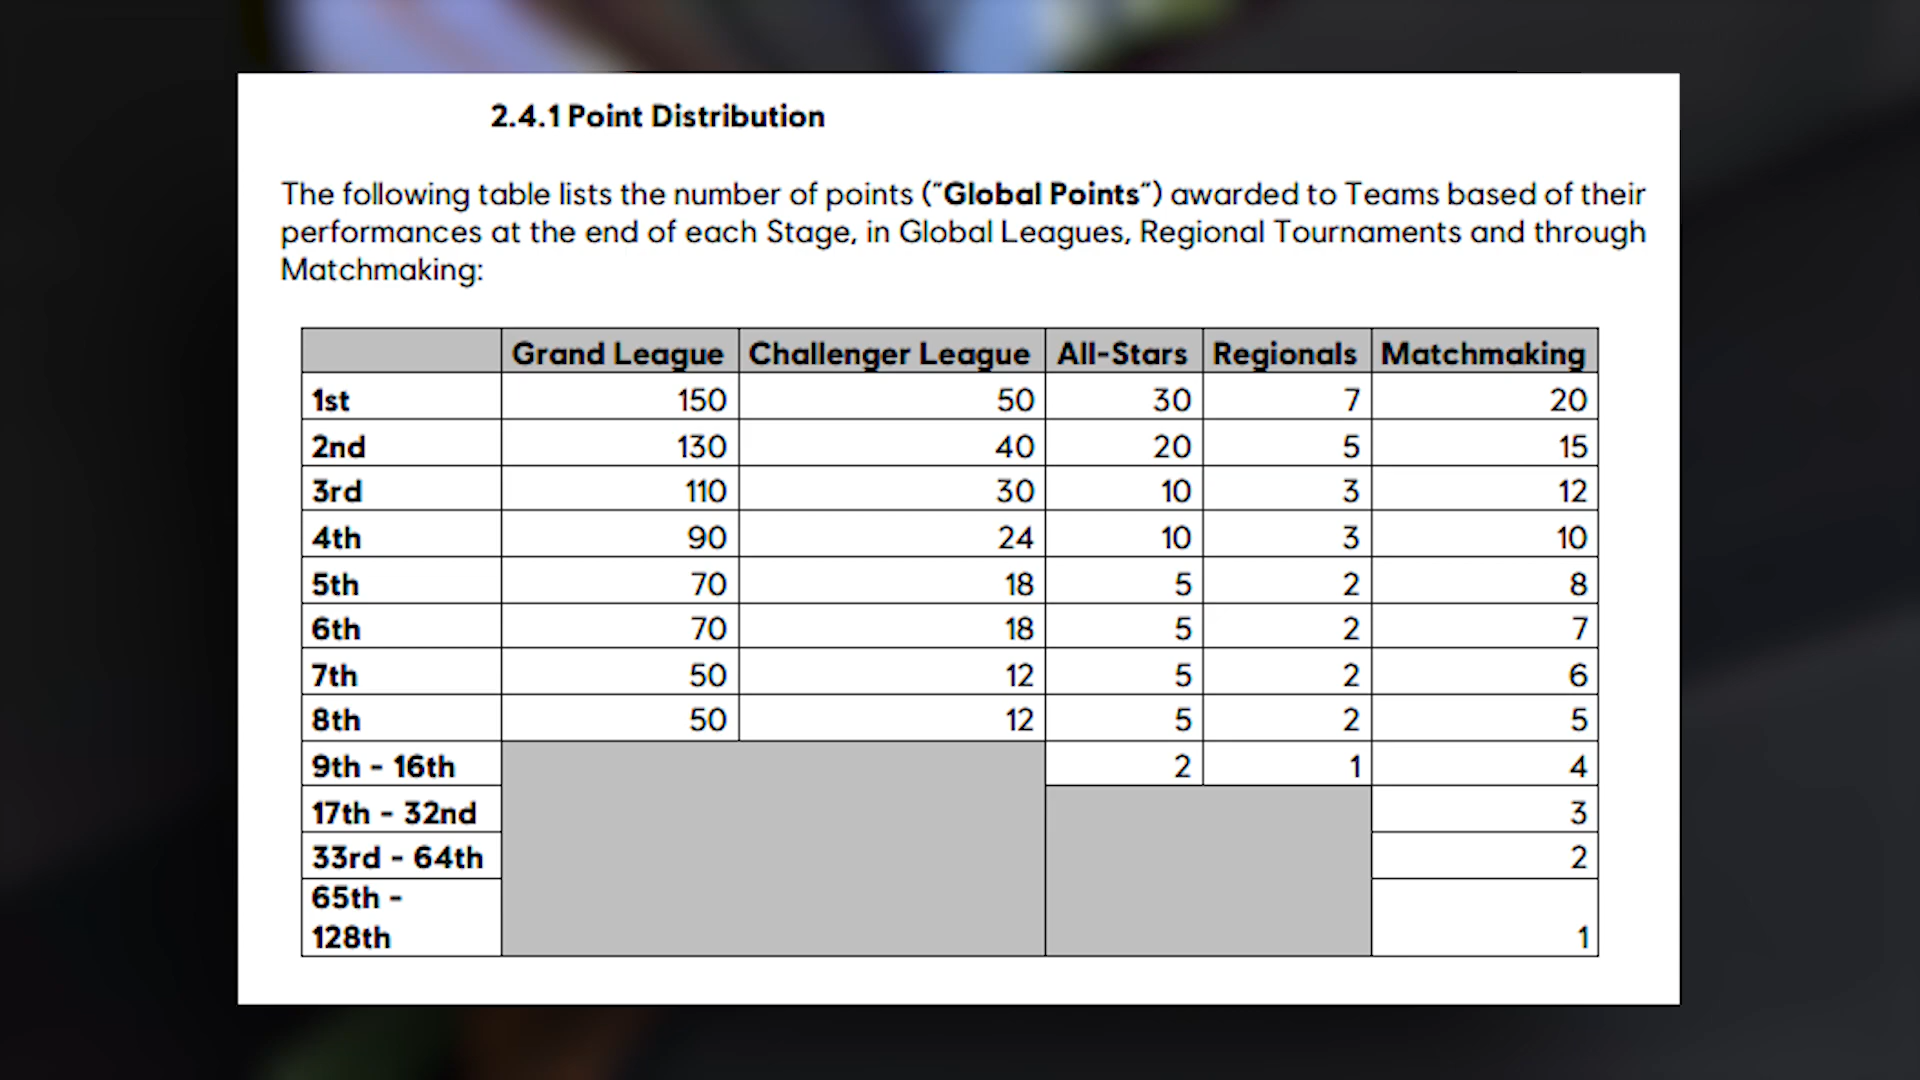 2.4.1 Point Distribution
The following table lists the number of points ("Global Points") awarded to Teams based of their
performances at the end of each Stage, in Global Leagues, Regional Tournaments and through
Matchmaking:
Grand League Challenger League All-Stars Regionals Matchmaking
1st 150 50 30 7 20
2nd 130 40 20 5 15
3rd 110 30 10 3 12
4th 90 24 10 3 10
5th 70 18 5 2 8
6th 70 18 5 2 7
7th 50 12 5 2 6
8th 50 12 5 2 5
9th - 16th 2 1 4
17th - 32nd 3
33rd - 64th 2
65th -
128th 1